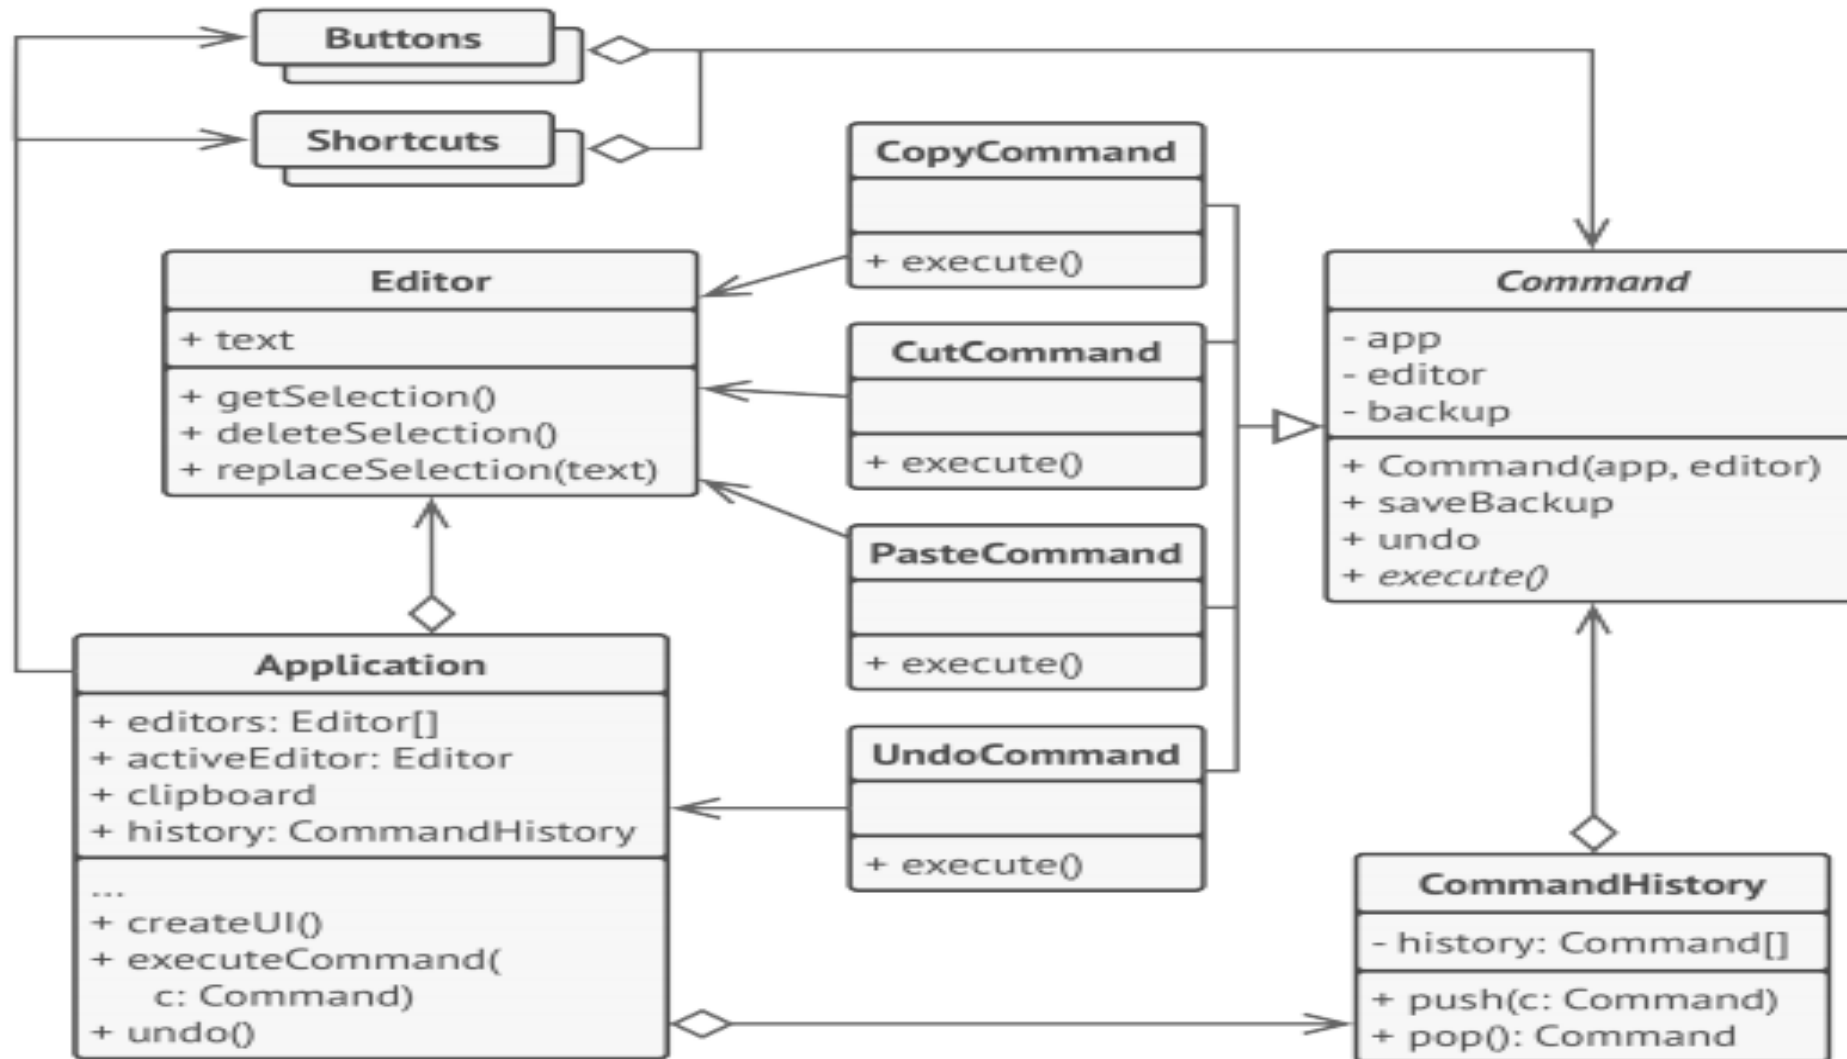 Buttons
Shortcuts
CopyCommand
+ execute()
Editor
+ text
+ getSelection()
+ deleteSelection()
+ replaceSelection(text)
CutCommand
+ execute()
Command
- app
- editor
- backup
+ Command(app, editor)
+ saveBackup
+ undo
+ execute()
PasteCommand
+ execute()
Application
+ editors: Editor[]
+ activeEditor: Editor
+ clipboard
+ history: CommandHistory
...
+ createUI()
+ executeCommand(
c: Command)
+ undo()
UndoCommand
+ execute()
CommandHistory
- history: Command[]
+ push(c: Command)
+ pop(): Command